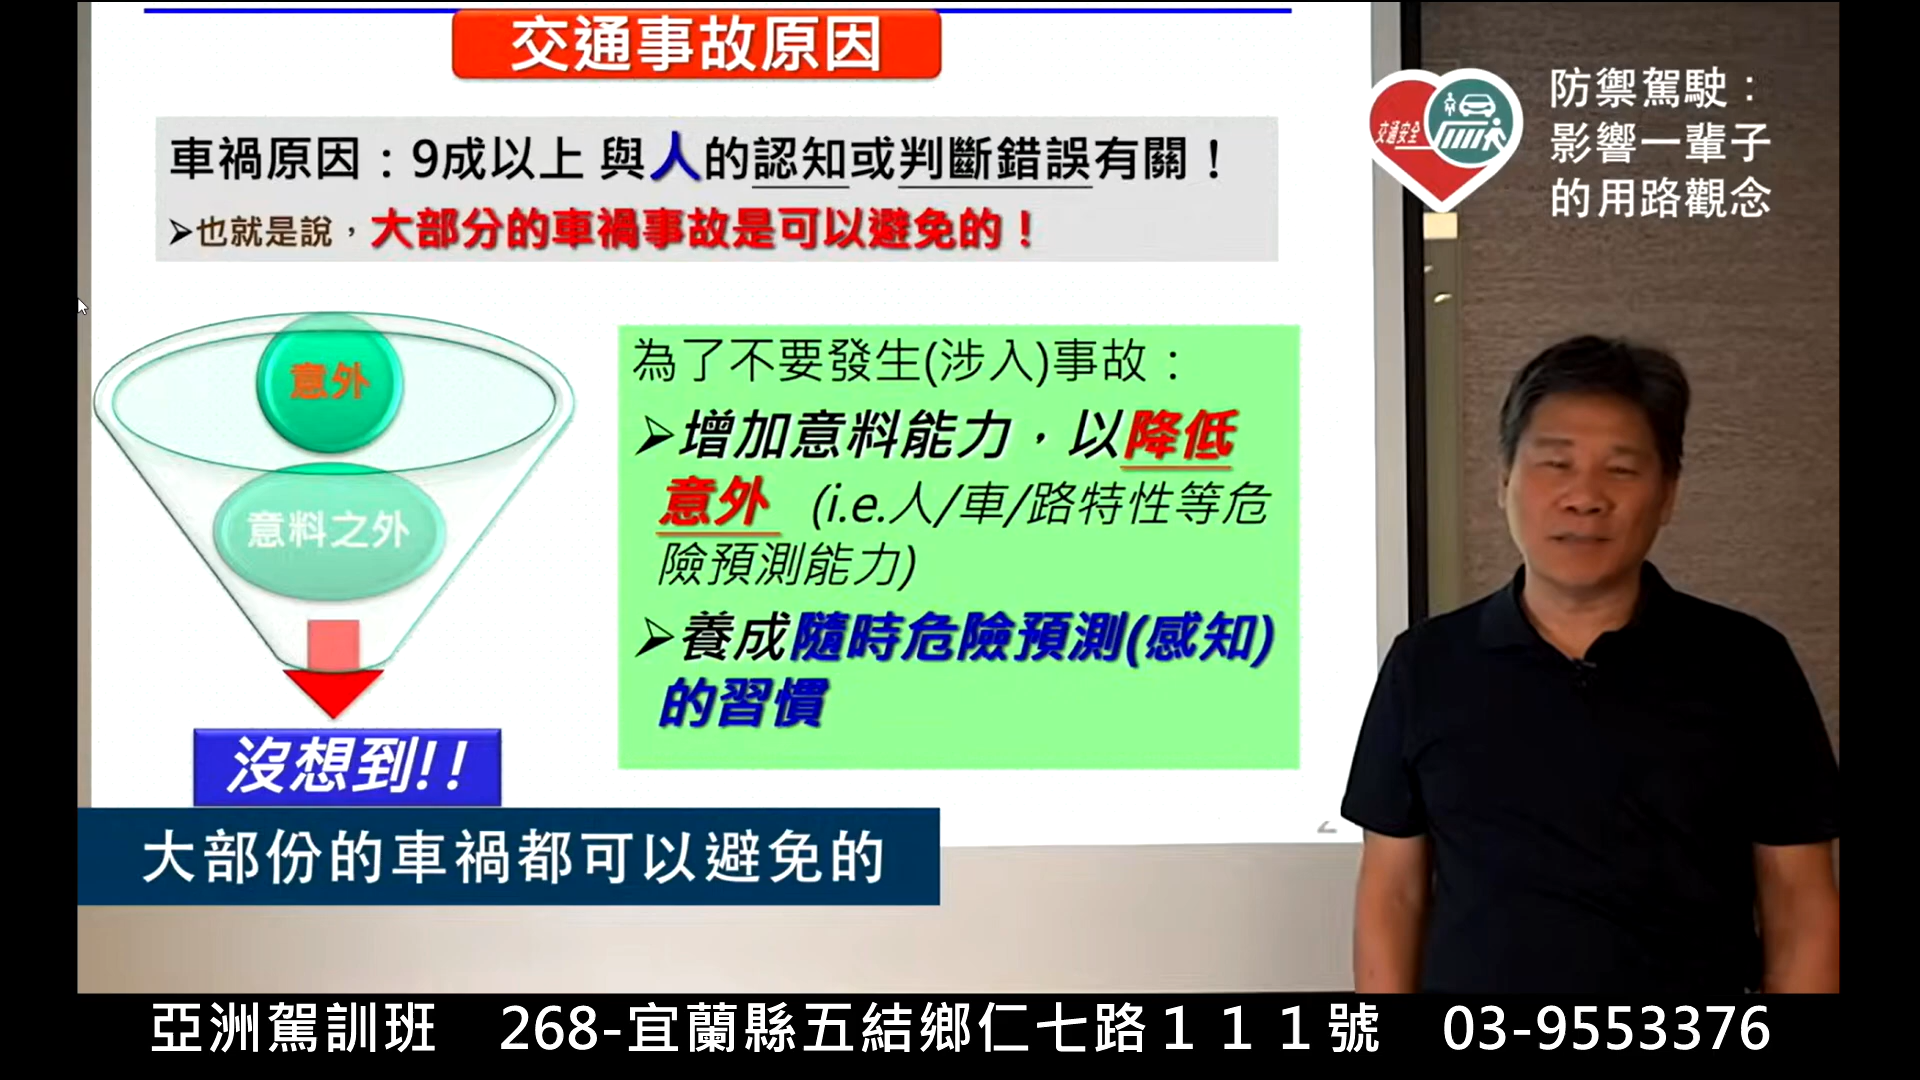 交通事故原因
車禍原因：9成以上 與人的認知或判斷錯誤有關！
➢也就是說，大部分的車禍事故是可以避免的！
意外
意料之外
沒想到!!
為了不要發生(涉入)事故：
➢增加意料能力，以降低
意外 (i.e.人/車/路特性等危
險預測能力)
➢養成隨時危險預測(感知)
的習慣
交通安全
防禦駕駛：
影響一輩子
的用路觀念
大部份的車禍都可以避免的
亞洲駕訓班 268-宜蘭縣五結鄉仁七路１１１號 03-9553376